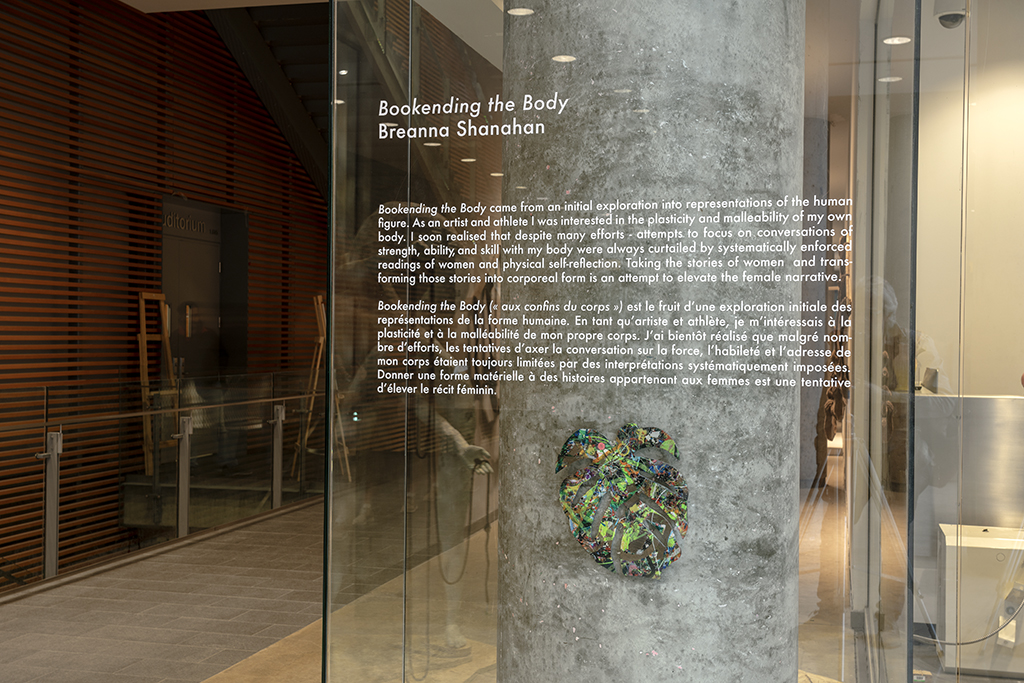 Bookending the Body
Breanna Shanahan
uditorium
Bookending the Body came from an initial exploration into representations of the human
figure. As an artist and athlete I was interested in the plasticity and malleability of my own
body. I soon realised that despite many efforts - attempts to focus on conversations of
strength, ability, and skill with my body were always curtailed by systematically enforced
readings of women and physical self-reflection. Taking the stories of women and trans-
forming those stories into corporeal form is an attempt to elevate the female narrative.
Bookending the Body (« aux confins du corps ») est le fruit d'une exploration initiale des
représentations de la forme humaine. En tant qu'artiste et athlète, je m'intéressais à la
plasticité et à la malléabilité de mon propre corps. J'ai bientôt réalisé que malgré nom-
bre d'efforts, les tentatives d'axer la conversation sur la force, l'habileté et l'adresse de
mon corps étaient toujours limitées par des interprétations systématiquement imposées.
Donner une forme matérielle à des histoires appartenant aux femmes est une tentative
d'élever le récit féminin.